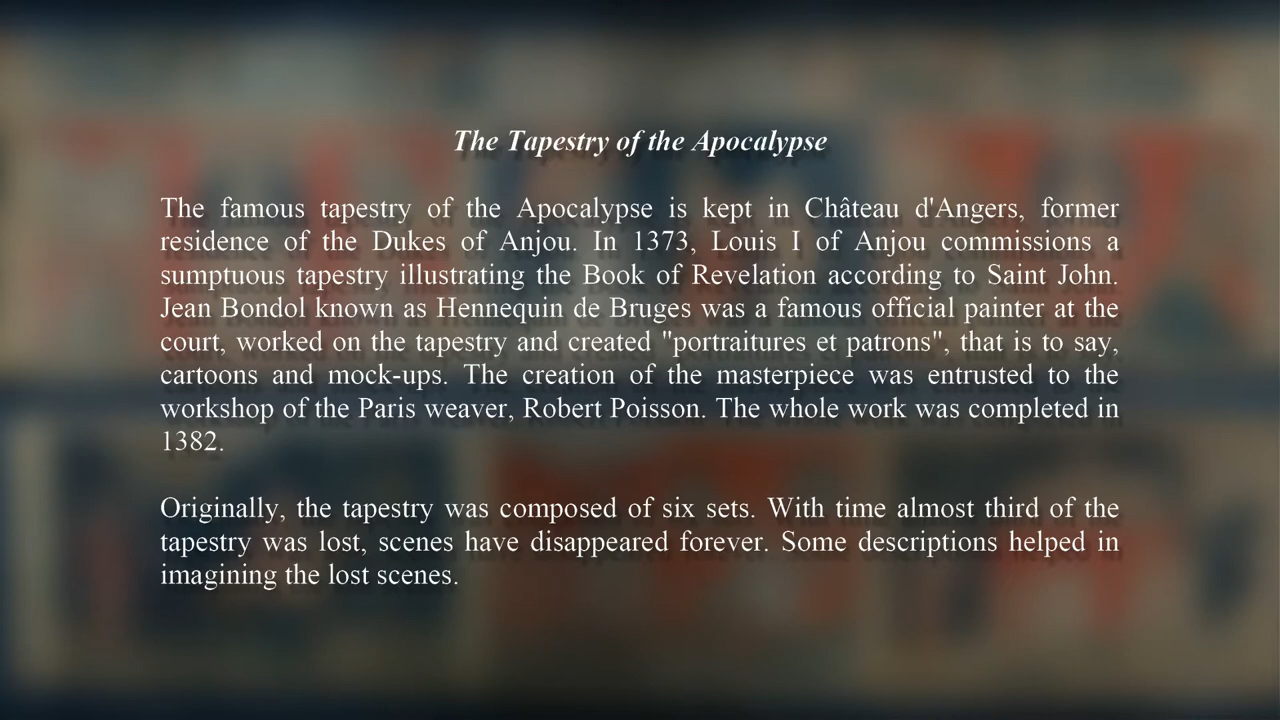 The Tapestry of the Apocalypse
The famous tapestry of the Apocalypse is kept in Château d'Angers, former
residence of the Dukes of Anjou. In 1373, Louis I of Anjou commissions a
sumptuous tapestry illustrating the Book of Revelation according to Saint John.
Jean Bondol known as Hennequin de Bruges was a famous official painter at the
court, worked on the tapestry and created "portraitures et patrons", that is to say,
cartoons and mock-ups. The creation of the masterpiece was entrusted to the
workshop of the Paris weaver, Robert Poisson. The whole work was completed in
1382.
Originally, the tapestry was composed of six sets. With time almost third of the
tapestry was lost, scenes have disappeared forever. Some descriptions helped in
imagining the lost scenes.